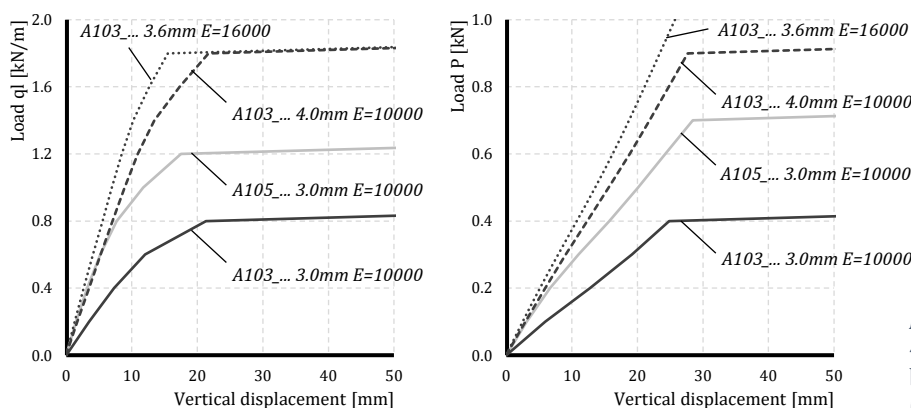 A103_... 3.6mm E=16000
Load ql [kN/m]
1.6
1.2
0.8
0.4
0.0
A103_... 4.0mm E=10000
A105_... 3.0mm E=10000
A103_... 3.0mm E=10000
0 10 20 30 40 50
Vertical displacement [mm]
Load P [kN]
1.0
0.8
0.6
0.4
0.2
0.0
A103_... 3.6mm E=16000
A103_... 4.0mm E=10000
A105_... 3.0mm E=10000
A103_... 3.0mm E=10000
0 10 20 30 40 50
Vertical displacement [mm]